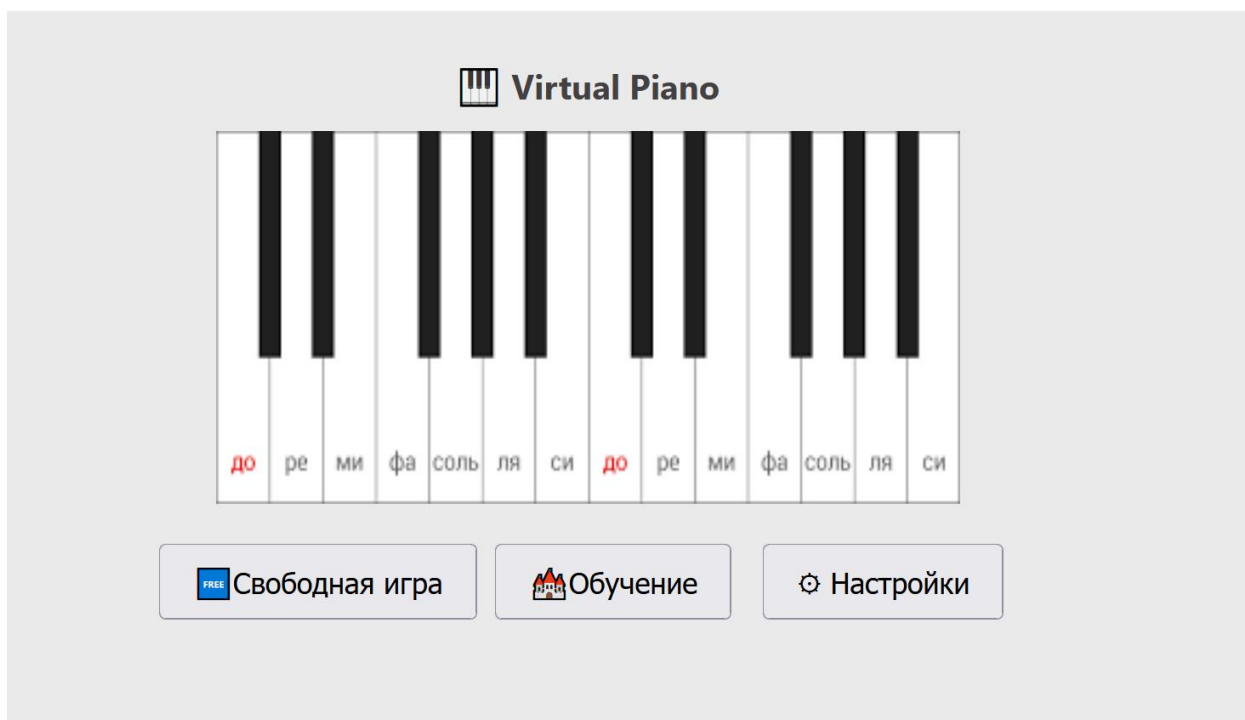 Virtual Piano
до ре ми фа соль ля си до ре ми фа соль ля си
FREE Свободная игра Обучение Настройки